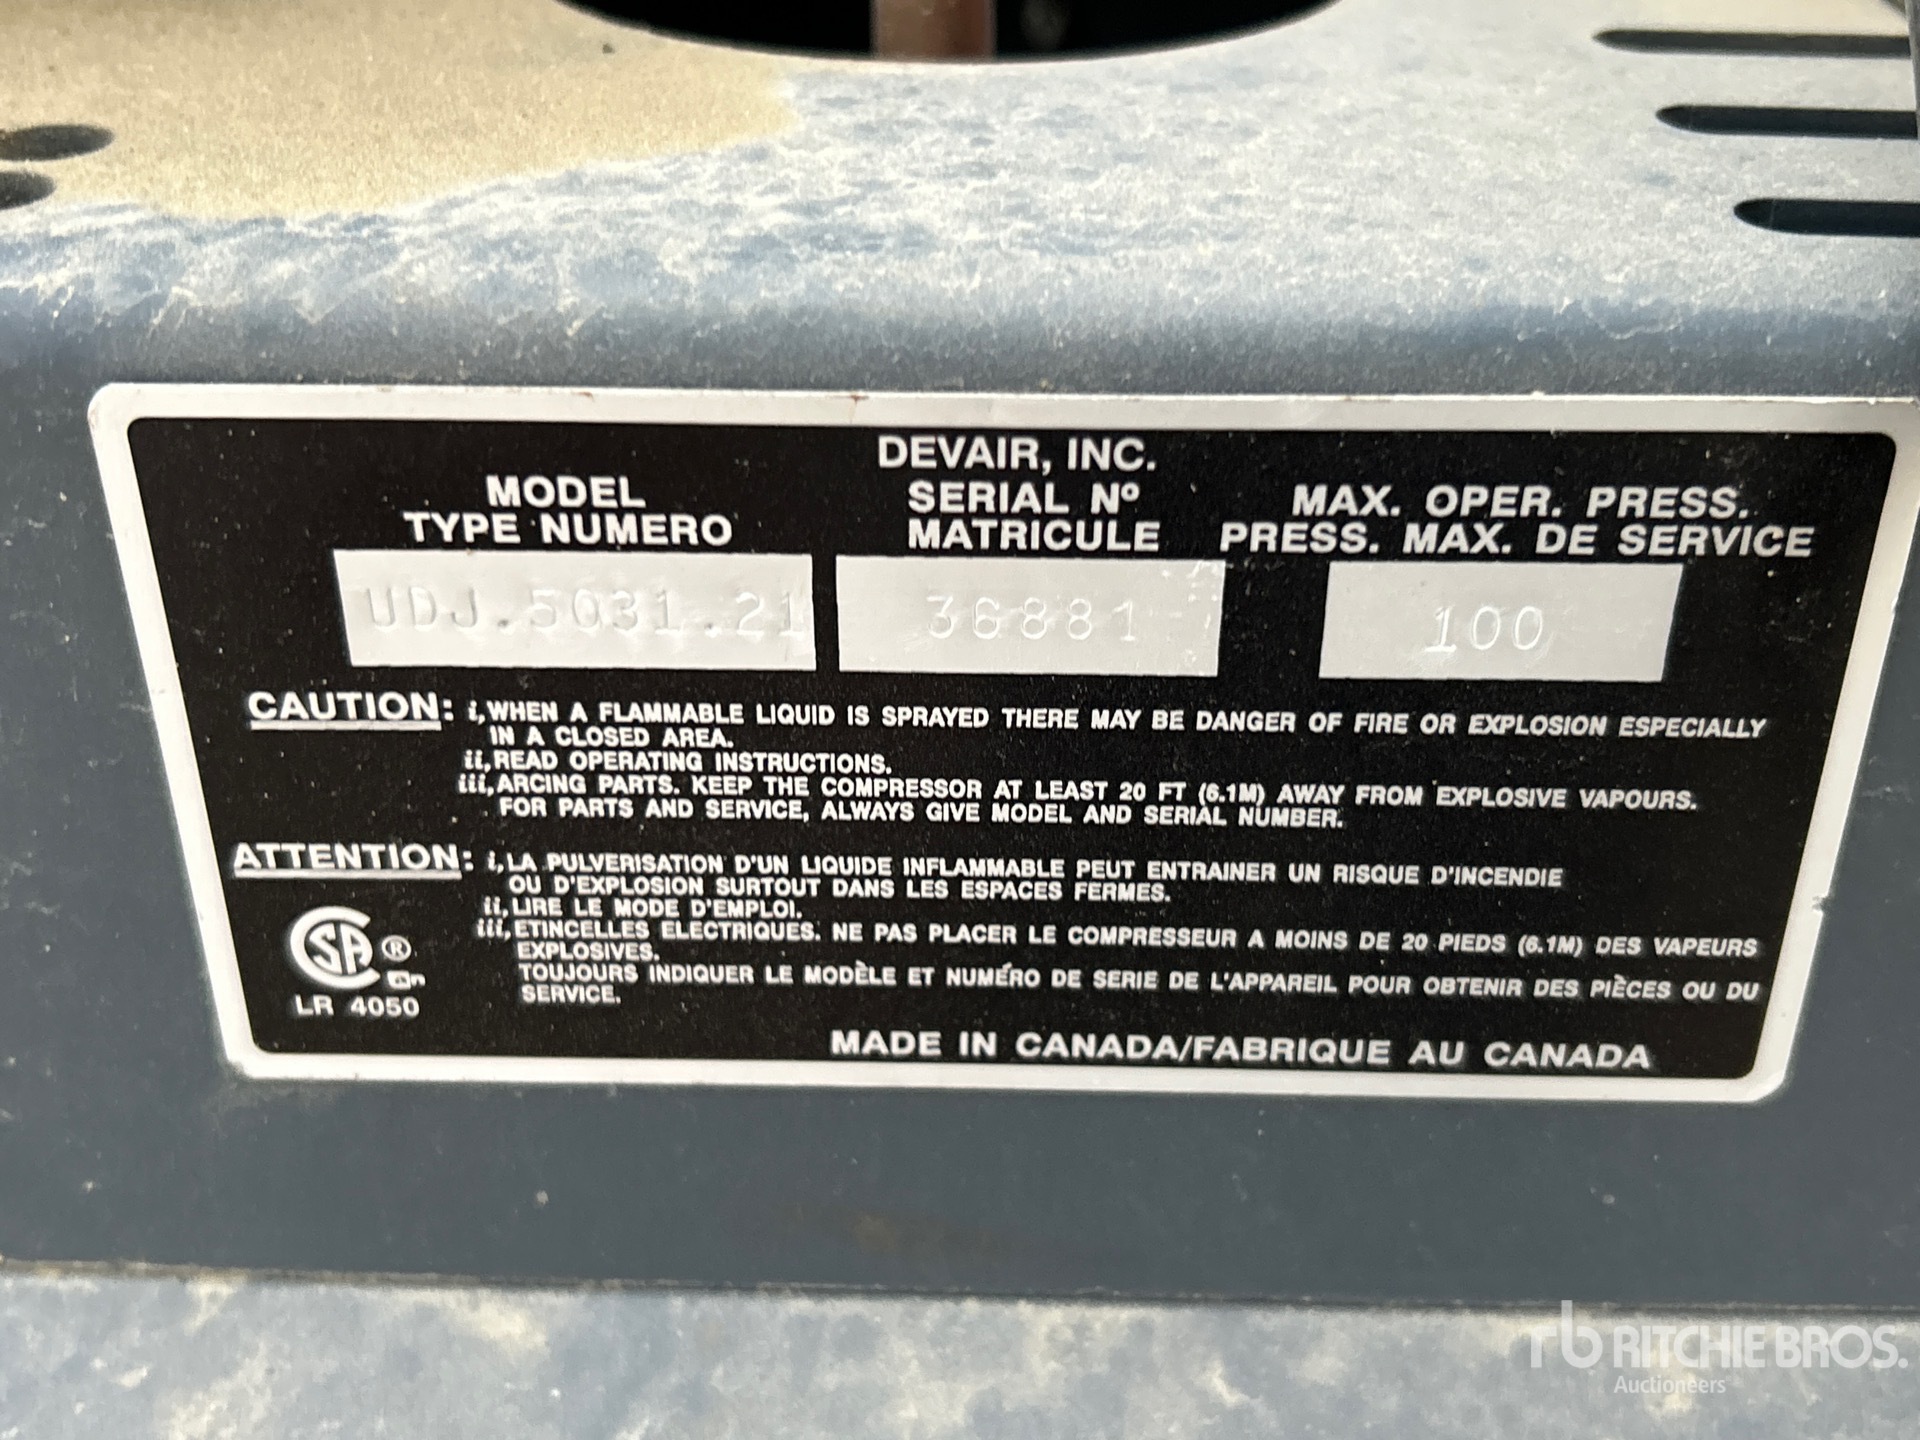 DEVAIR, INC.
MODEL
TYPE NUMERO
SERIAL Nº
MATRICULE
MAX. OPER. PRESS.
PRESS. MAX. DE SERVICE
UDJ.5031.21
36881
100
CAUTION: i, WHEN A FLAMMABLE LIQUID IS SPRAYED THERE MAY BE DANGER OF FIRE OR EXPLOSION ESPECIALLY
IN A CLOSED AREA.
ii, READ OPERATING INSTRUCTIONS.
iii, ARCING PARTS. KEEP THE COMPRESSOR AT LEAST 20 FT (6.1M) AWAY FROM EXPLOSIVE VAPOURS.
FOR PARTS AND SERVICE, ALWAYS GIVE MODEL AND SERIAL NUMBER.
ATTENTION: i, LA PULVERISATION D'UN LIQUIDE INFLAMMABLE PEUT ENTRAINER UN RISQUE D'INCENDIE
OU D'EXPLOSION SURTOUT DANS LES ESPACES FERMES.
ii, LIRE LE MODE D'EMPLOI.
iii, ETINCELLES ELECTRIQUES. NE PAS PLACER LE COMPRESSEUR A MOINS DE 20 PIEDS (6.1M) DES VAPEURS
EXPLOSIVES.
TOUJOURS INDIQUER LE MODÈLE ET NUMÉRO DE SERIE DE L'APPAREIL POUR OBTENIR DES PIÈCES OU DU
SERVICE.
SA ®
LR 4050
MADE IN CANADA/FABRIQUE AU CANADA
rb RITCHIE BROS.
Auctioneers